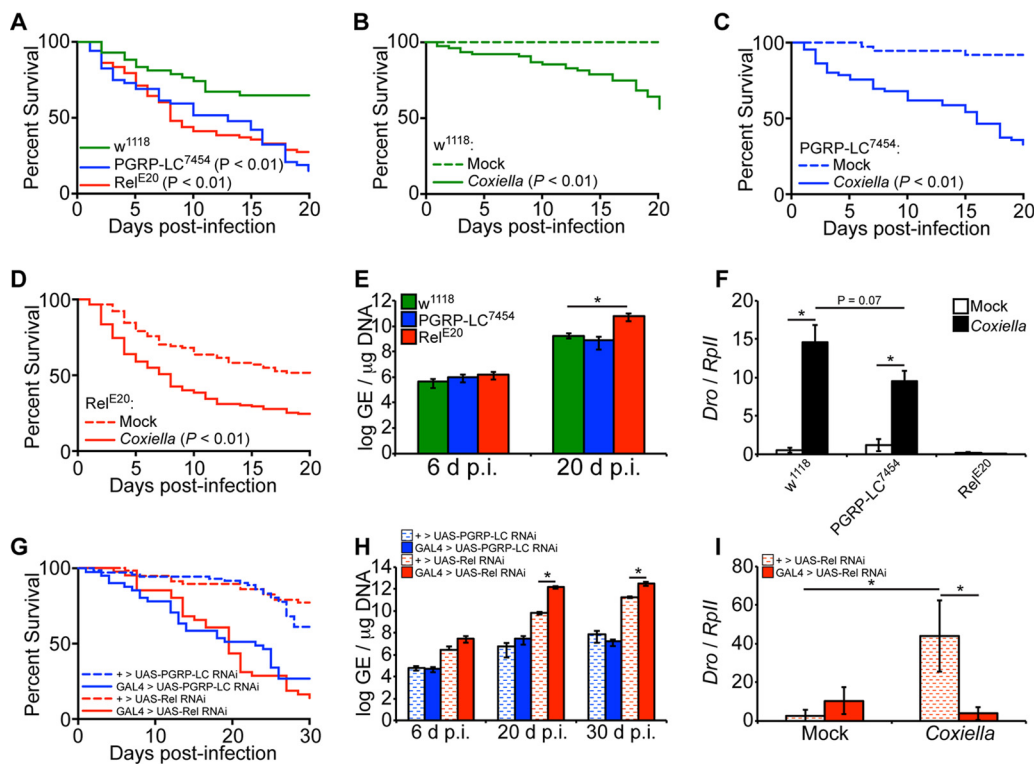 A
Percent Survival
100
50
0
w1118
PGRP-LC7454 (P < 0.01)
RelE20 (P < 0.01)
0 5 10 15 20
Days post-infection
B
Percent Survival
100
50
0
w1118:
Mock
Coxiella (P < 0.01)
0 5 10 15 20
Days post-infection
C
Percent Survival
100
50
0
PGRP-LC7454:
Mock
Coxiella (P < 0.01)
0 5 10 15 20
Days post-infection
D
Percent Survival
100
50
0
RelE20:
Mock
Coxiella (P < 0.01)
0 5 10 15 20
Days post-infection
E
log GE / µg DNA
12
10
8
6
4
2
0
w1118
PGRP-LC7454
RelE20
*
6 d p.i. 20 d p.i.
F
Dro / RpII
20
15
10
5
0
Mock
Coxiella
P = 0.07
*
*
w1118
PGRP-LC7454
RelE20
G
Percent Survival
100
50
0
+ > UAS-PGRP-LC RNAi
GAL4 > UAS-PGRP-LC RNAi
+ > UAS-Rel RNAi
GAL4 > UAS-Rel RNAi
0 10 20 30
Days post-infection
H
+ > UAS-PGRP-LC RNAi
GAL4 > UAS-PGRP-LC RNAi
+ > UAS-Rel RNAi
GAL4 > UAS-Rel RNAi
log GE / µg DNA
14
12
10
8
6
4
2
0
*
*
6 d p.i. 20 d p.i. 30 d p.i.
I
+ > UAS-Rel RNAi
GAL4 > UAS-Rel RNAi
Dro / RpII
80
60
40
20
0
*
*
Mock Coxiella